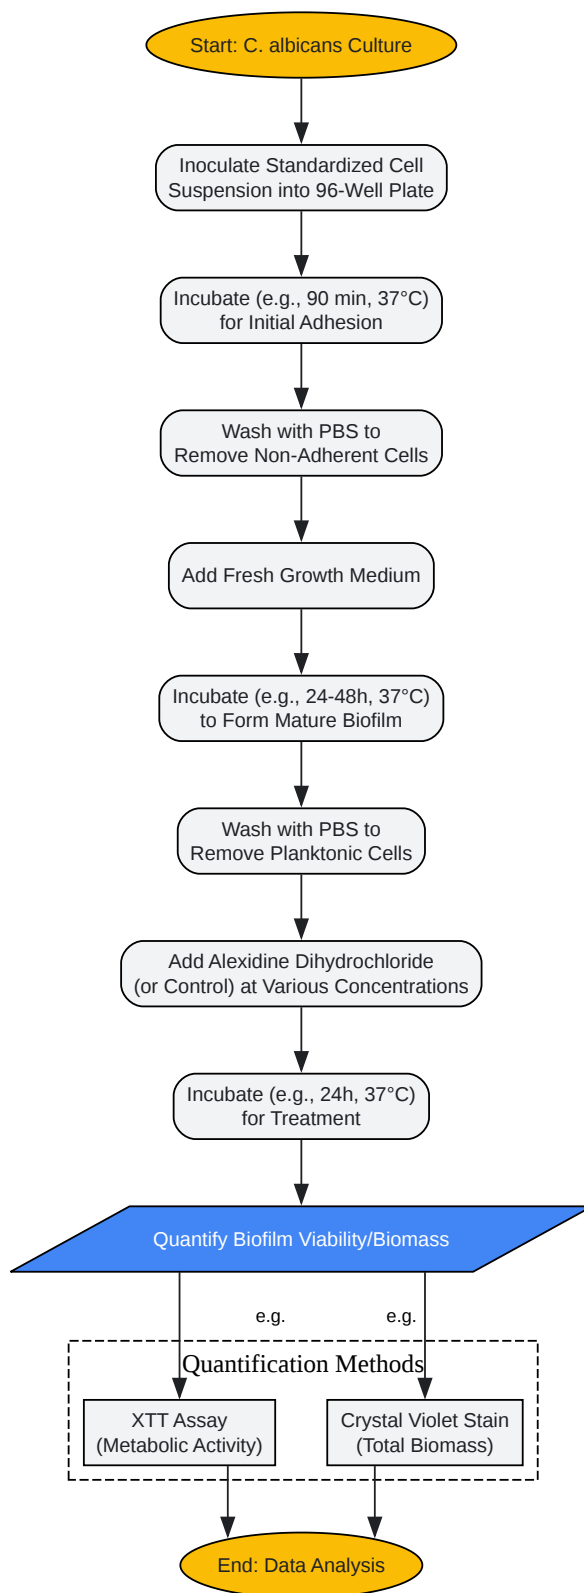 Start: C. albicans Culture
Inoculate Standardized Cell
Suspension into 96-Well Plate
Incubate (e.g., 90 min, 37°C)
for Initial Adhesion
Wash with PBS to
Remove Non-Adherent Cells
Add Fresh Growth Medium
Incubate (e.g., 24-48h, 37°C)
to Form Mature Biofilm
Wash with PBS to
Remove Planktonic Cells
Add Alexidine Dihydrochloride
(or Control) at Various Concentrations
Incubate (e.g., 24h, 37°C)
for Treatment
Quantify Biofilm Viability/Biomass
e.g.
e.g.
Quantification Methods
XTT Assay
(Metabolic Activity)
Crystal Violet Stain
(Total Biomass)
End: Data Analysis